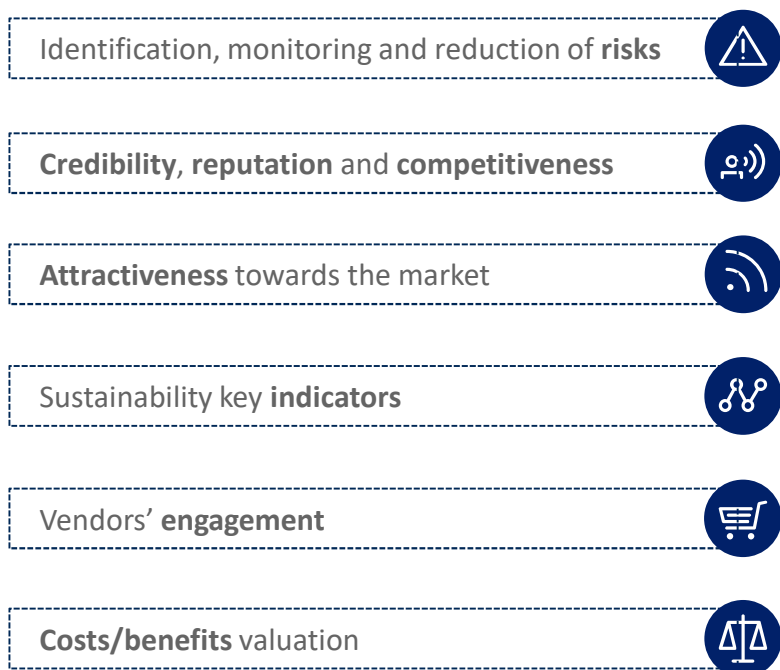 Identification, monitoring and reduction of risks
Credibility, reputation and competitiveness
Attractiveness towards the market
Sustainability key indicators
Vendors’ engagement
Costs/benefits valuation